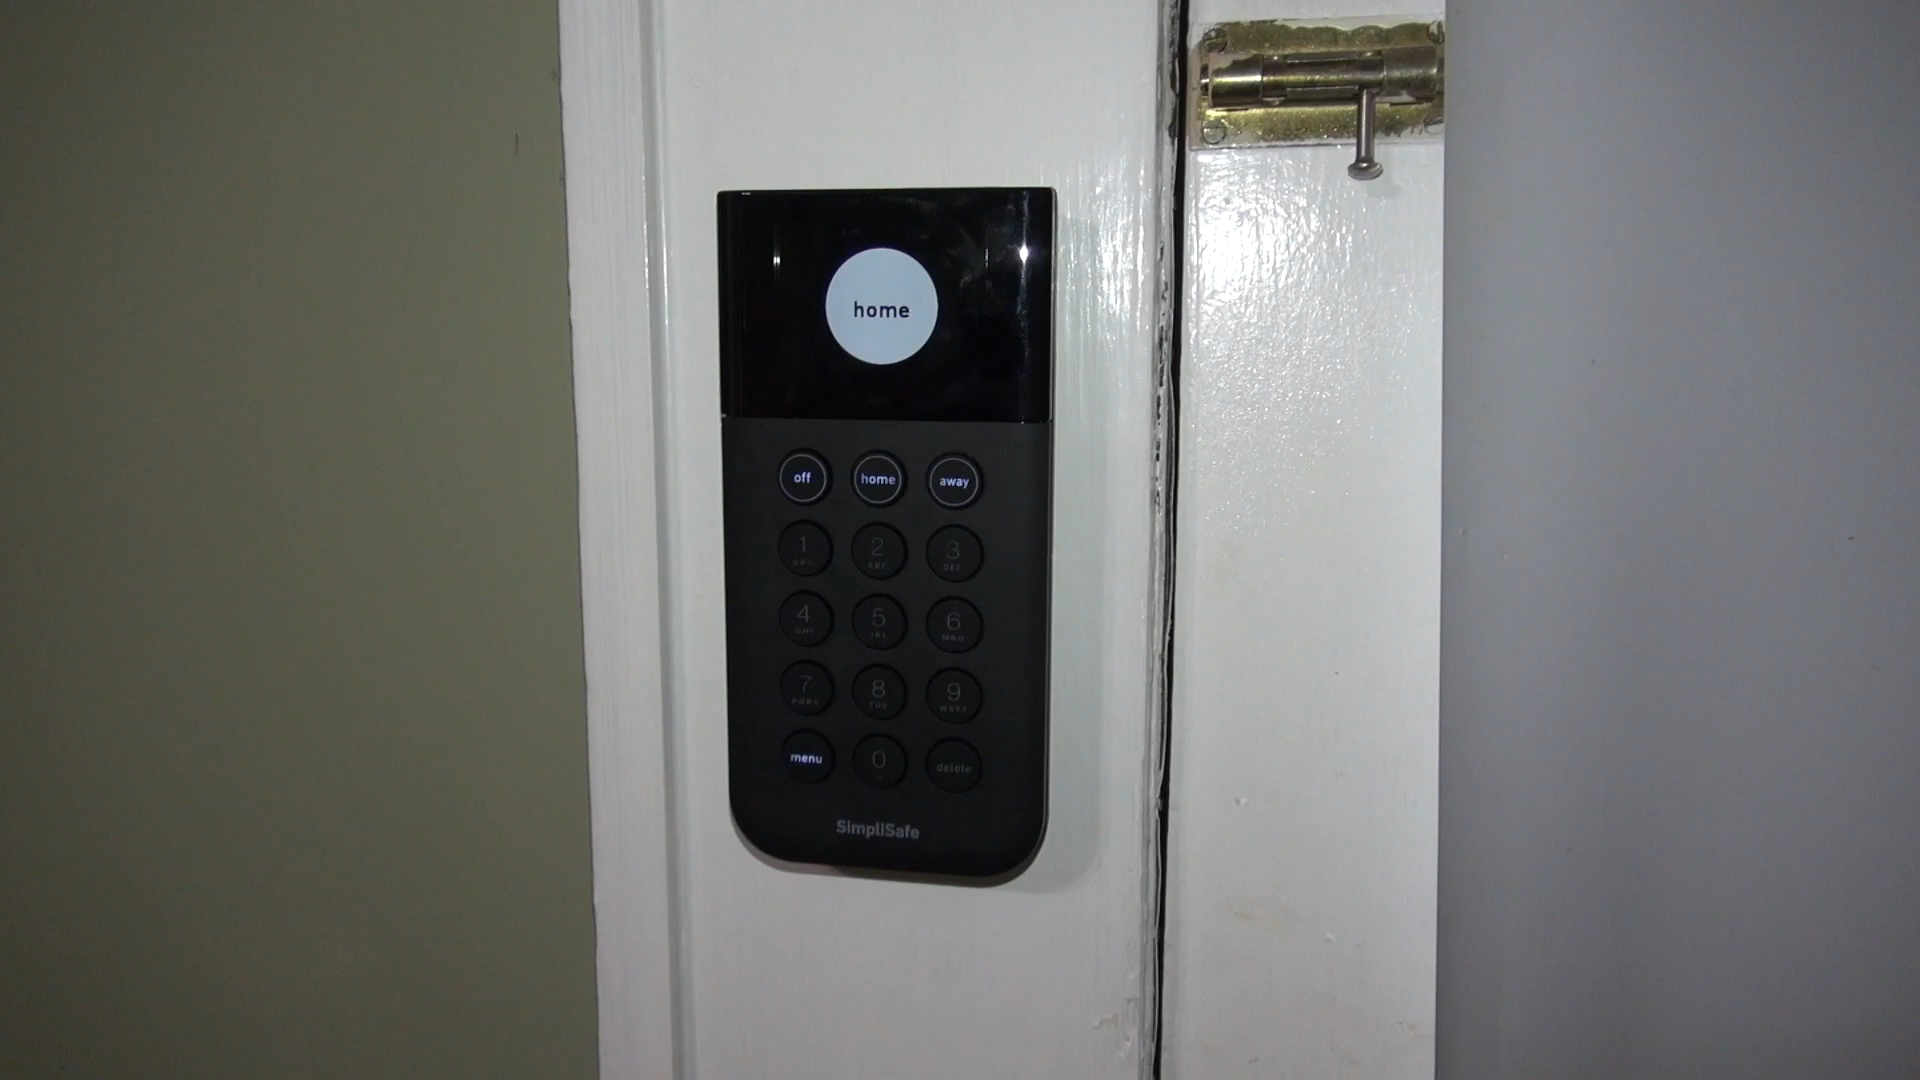 home
off home away
1 2 3
ABC DEF
4 5 6
GHI JKL MNO
7 8 9
PQRS TUV WXYZ
menu 0 delete
SimpliSafe